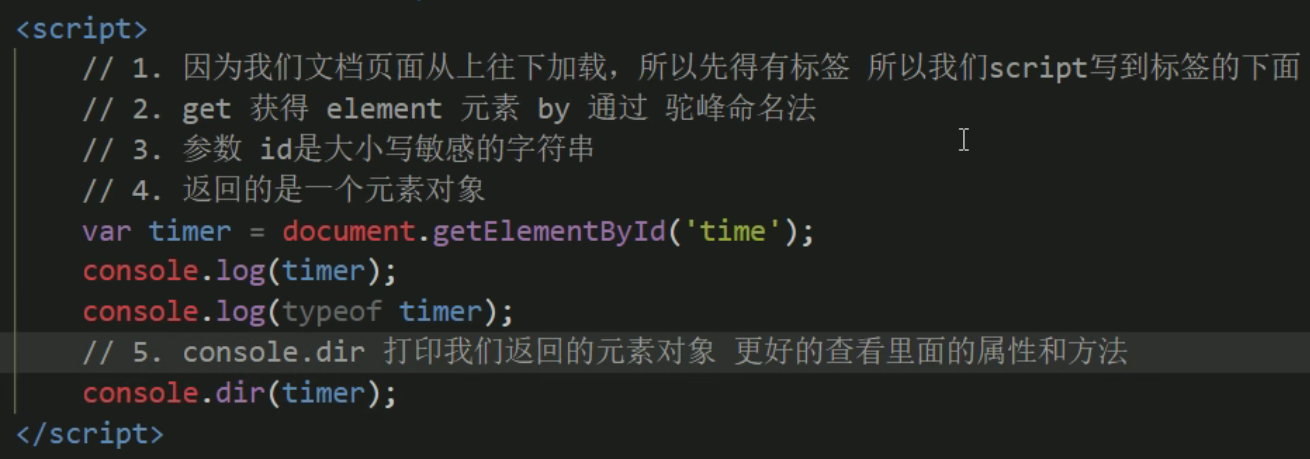 <script>
// 1. 因为我们文档页面从上往下加载，所以先得有标签 所以我们script写到标签的下面
// 2. get 获得 element 元素 by 通过 驼峰命名法
// 3. 参数 id是大小写敏感的字符串
// 4. 返回的是一个元素对象
var timer = document.getElementById('time');
console.log(timer);
console.log(typeof timer);
// 5. console.dir 打印我们返回的元素对象 更好的查看里面的属性和方法
console.dir(timer);
</script>